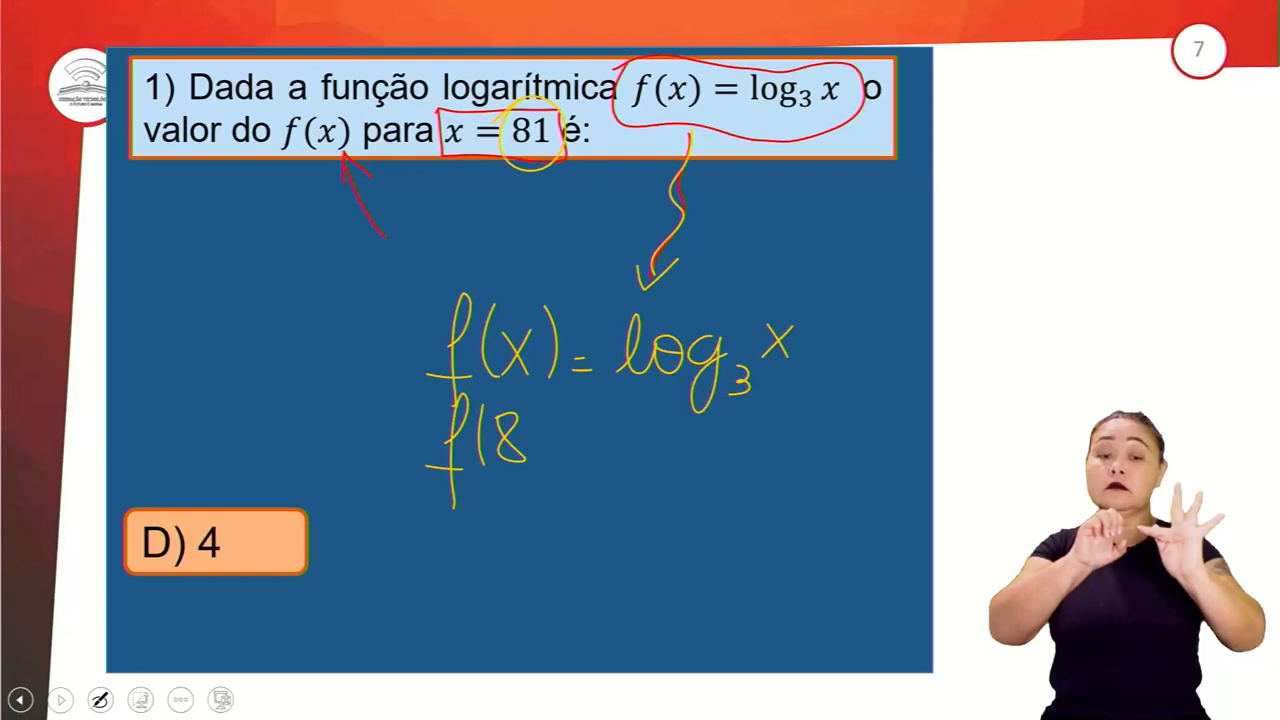 7
1) Dada a função logarítmica f(x) = log₃ x o
valor do f(x) para x = 81 é:
f(x) = log₃ x
f(8
D) 4